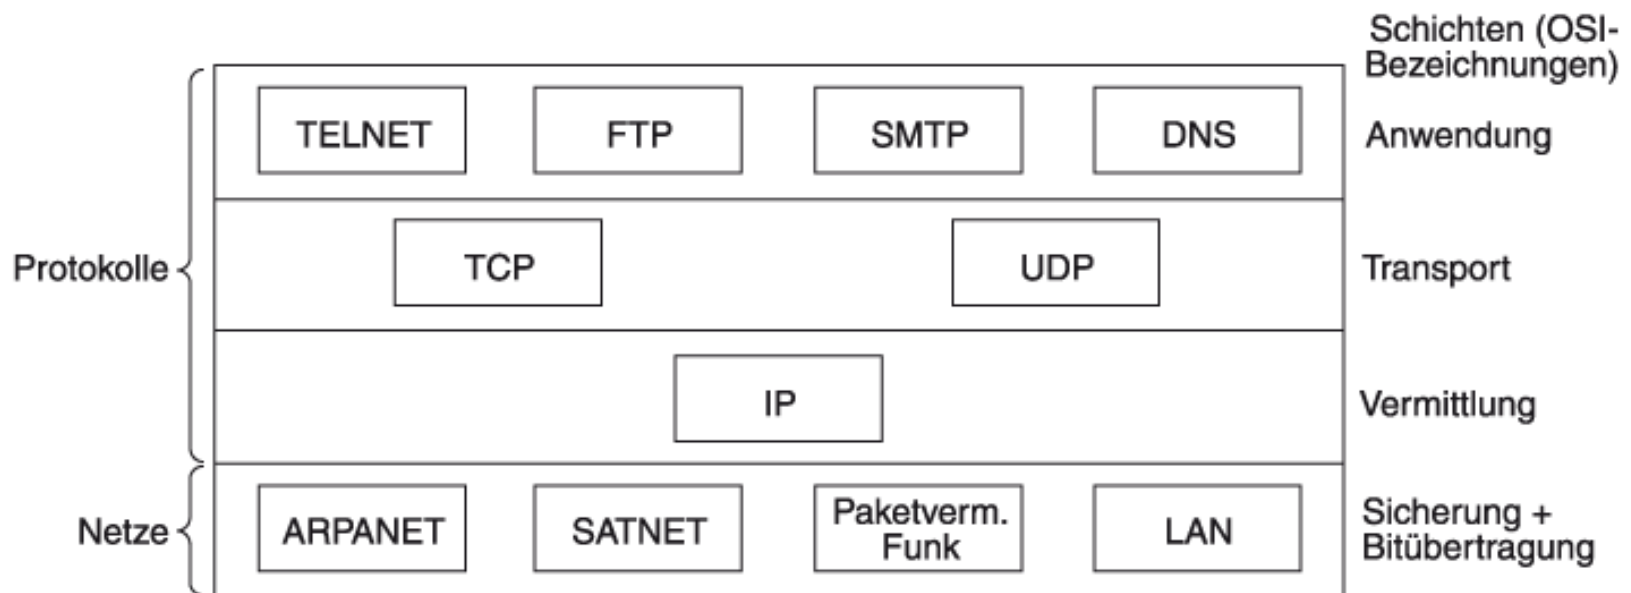 Schichten (OSI-
Bezeichnungen)
TELNET FTP SMTP DNS Anwendung
Protokolle TCP UDP Transport
IP Vermittlung
Netze ARPANET SATNET Paketverm. LAN Sicherung +
Funk Bitübertragung